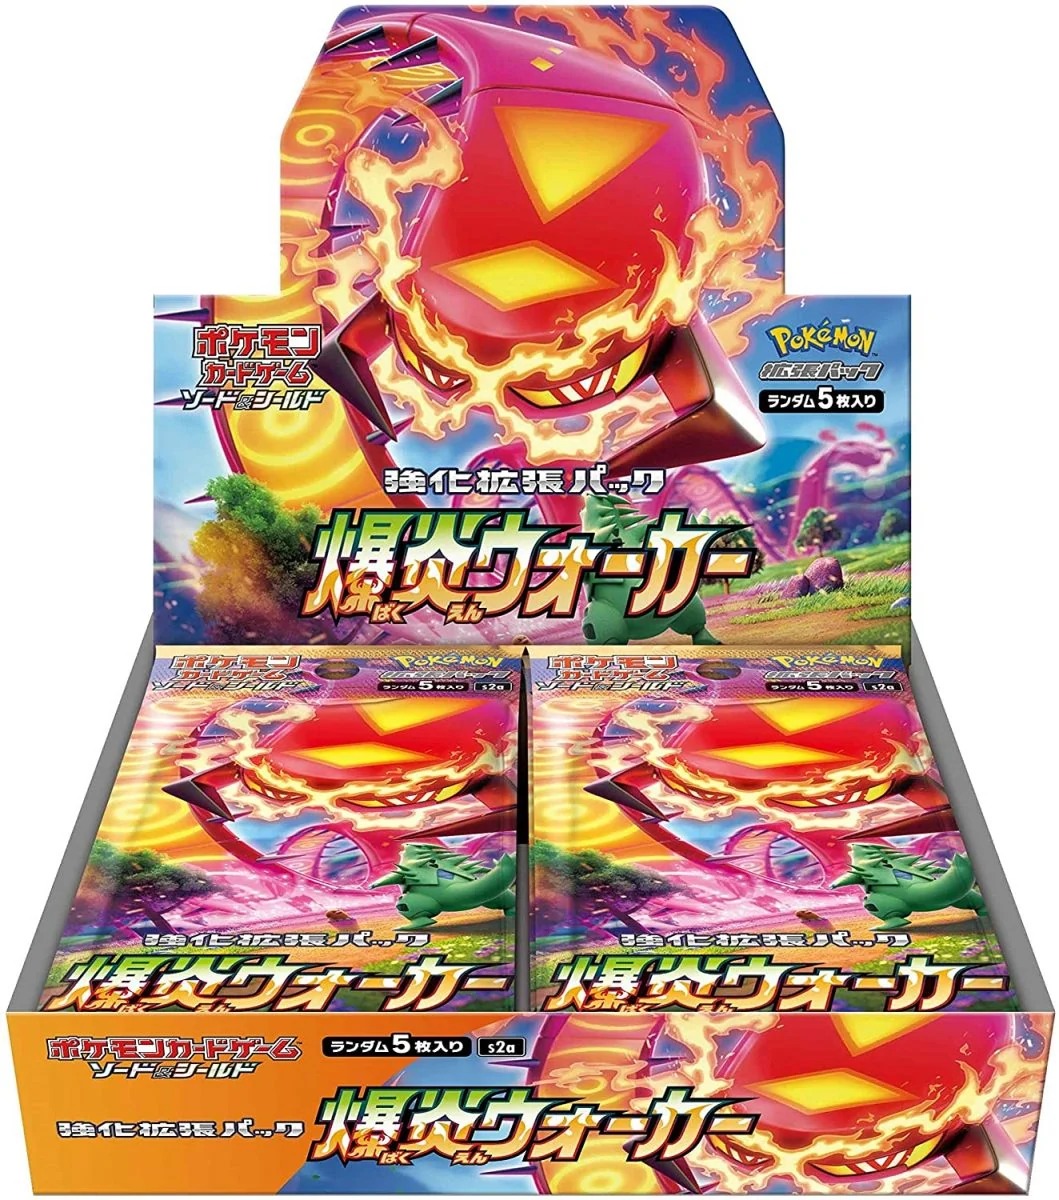 ポケモン
カードゲーム
ソード&シールド
POKéMON™
拡張パック
ランダム5枚入り
強化拡張パック
爆炎ウォーカー
ばく えん
ポケモン
カードゲーム
ソード&シールド
POKéMON
拡張パック
ランダム5枚入り s2a
強化拡張パック
爆炎ウォーカー
ばく えん
ポケモン
カードゲーム
ソード&シールド
POKéMON
拡張パック
ランダム5枚入り s2a
強化拡張パック
爆炎ウォーカー
ばく えん
ポケモンカードゲーム
ソード&シールド
ランダム5枚入り s2a
強化拡張パック
爆炎ウォーカー
ばく えん